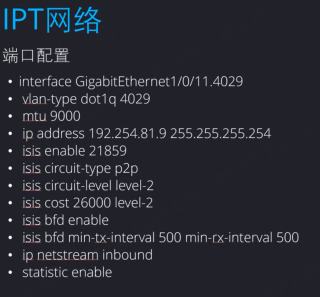 IPT网络
端口配置
• interface GigabitEthernet1/0/11.4029
• vlan-type dot1q 4029
• mtu 9000
• ip address 192.254.81.9 255.255.255.254
• isis enable 21859
• isis circuit-type p2p
• isis circuit-level level-2
• isis cost 26000 level-2
• isis bfd enable
• isis bfd min-tx-interval 500 min-rx-interval 500
• ip netstream inbound
• statistic enable